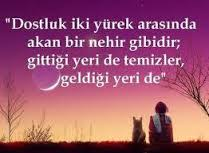 "Dostluk iki yürek arasında
akan bir nehir gibidir;
gittiği yeri de temizler,
geldiği yeri de"